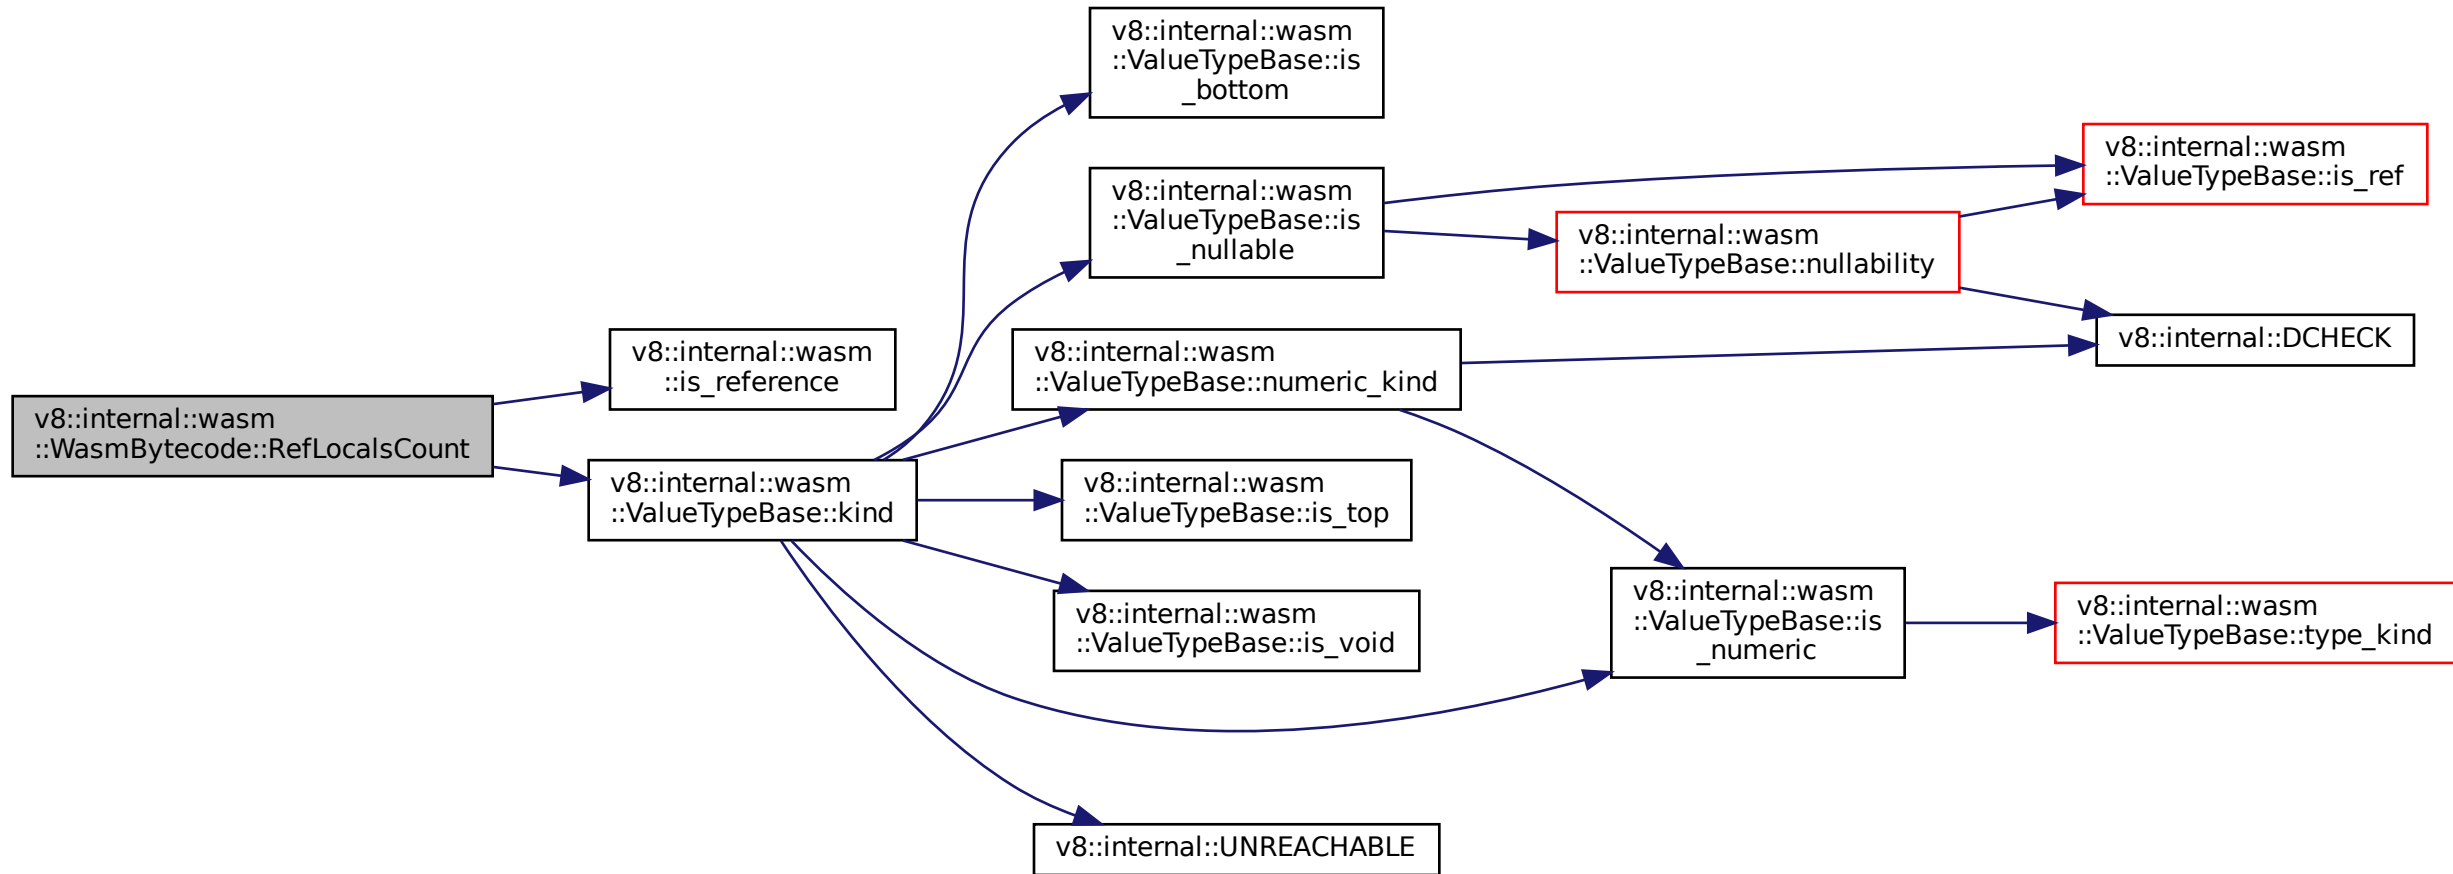 v8::internal::wasm
::WasmBytecode::RefLocalsCount
v8::internal::wasm
::is_reference
v8::internal::wasm
::ValueTypeBase::kind
v8::internal::wasm
::ValueTypeBase::is
_bottom
v8::internal::wasm
::ValueTypeBase::is
_nullable
v8::internal::wasm
::ValueTypeBase::numeric_kind
v8::internal::wasm
::ValueTypeBase::is_top
v8::internal::wasm
::ValueTypeBase::is_void
v8::internal::UNREACHABLE
v8::internal::wasm
::ValueTypeBase::nullability
v8::internal::wasm
::ValueTypeBase::is
_numeric
v8::internal::wasm
::ValueTypeBase::is_ref
v8::internal::DCHECK
v8::internal::wasm
::ValueTypeBase::type_kind